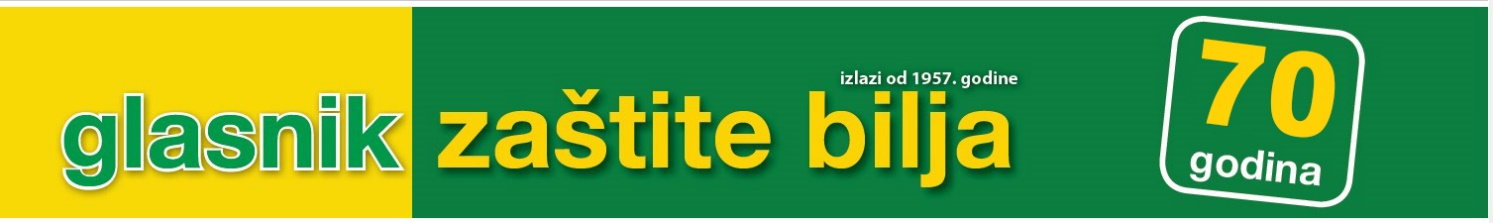 izlazi od 1957. godine
glasnik zaštite bilja
70
godina